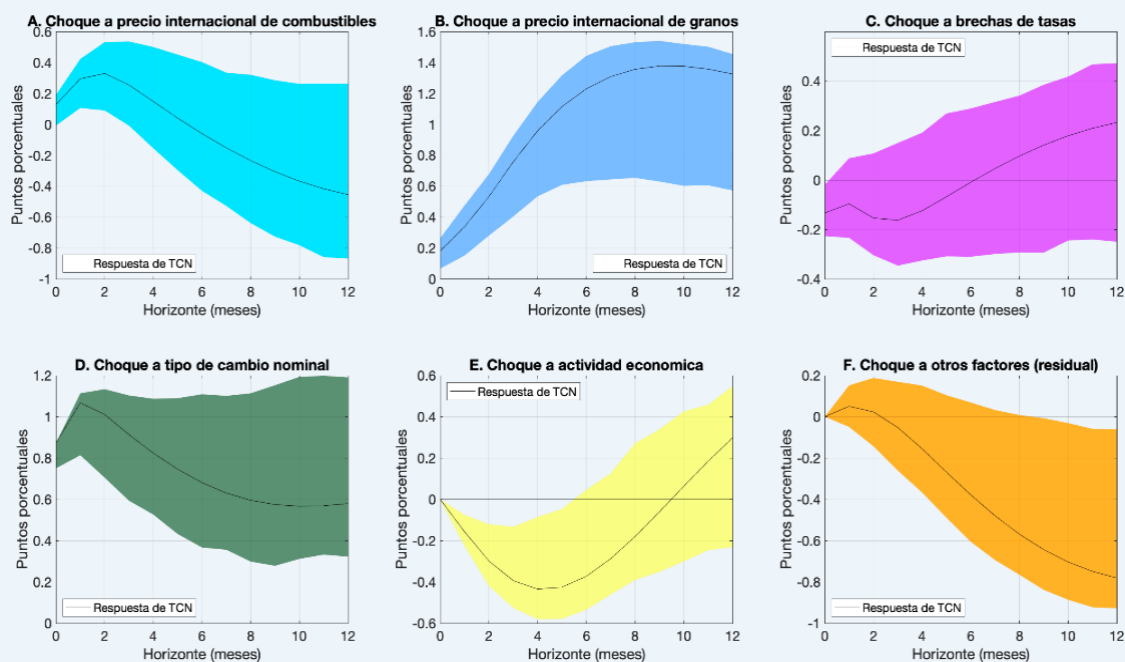 A. Choque a precio internacional de combustibles
0.6
0.4
0.2
0
-0.2
-0.4
-0.6
-0.8
-1
Puntos porcentuales
Respuesta de TCN
0 2 4 6 8 10 12
Horizonte (meses)
B. Choque a precio internacional de granos
1.6
1.4
1.2
1
0.8
0.6
0.4
0.2
0
Puntos porcentuales
Respuesta de TCN
0 2 4 6 8 10 12
Horizonte (meses)
C. Choque a brechas de tasas
Respuesta de TCN
0.4
0.2
0
-0.2
-0.4
Puntos porcentuales
0 2 4 6 8 10 12
Horizonte (meses)
D. Choque a tipo de cambio nominal
1.2
1
0.8
0.6
0.4
0.2
0
Puntos porcentuales
Respuesta de TCN
0 2 4 6 8 10 12
Horizonte (meses)
E. Choque a actividad economica
Respuesta de TCN
0.6
0.4
0.2
0
-0.2
-0.4
-0.6
Puntos porcentuales
0 2 4 6 8 10 12
Horizonte (meses)
F. Choque a otros factores (residual)
0.2
0
-0.2
-0.4
-0.6
-0.8
-1
Puntos porcentuales
Respuesta de TCN
0 2 4 6 8 10 12
Horizonte (meses)